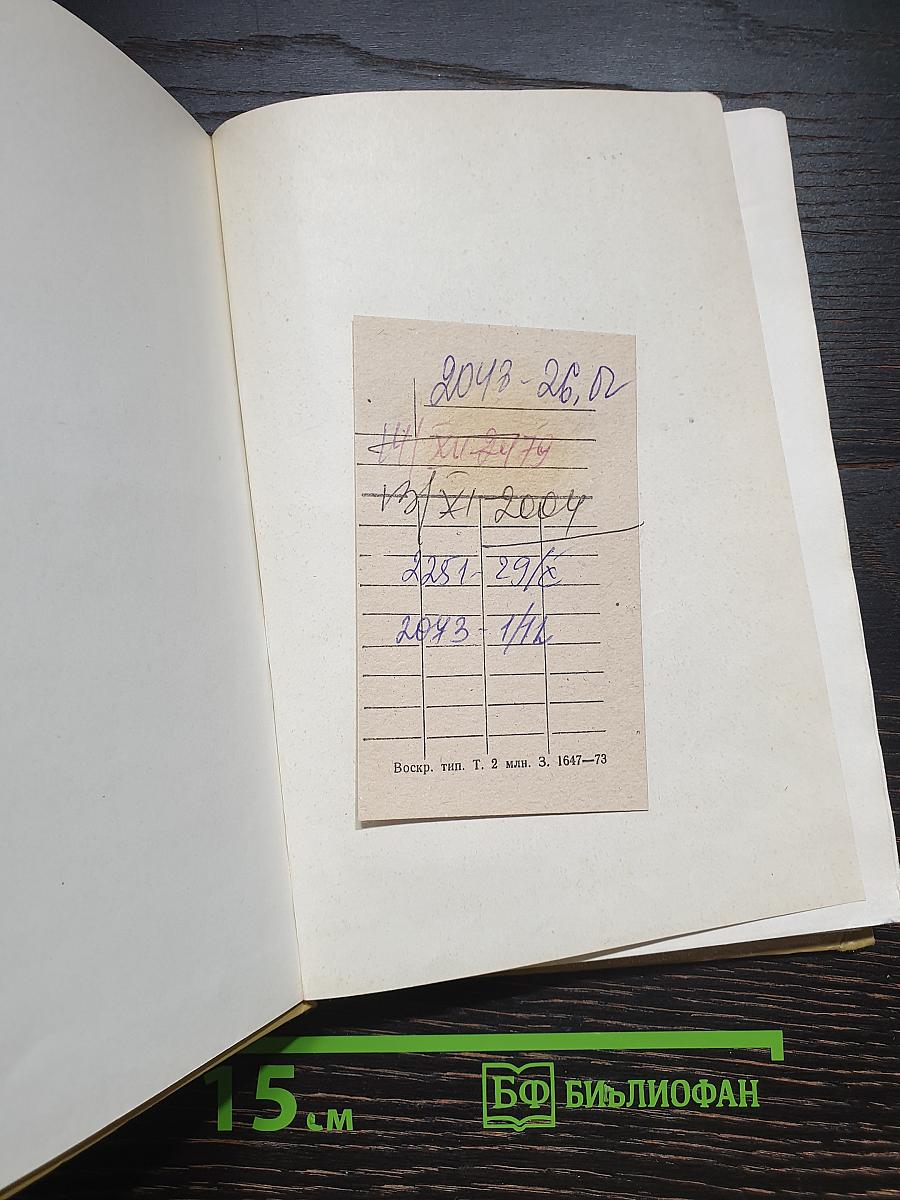 2043 - 26,02
14/XII-2479
13/XI-2004
2251- 29/X
2043 - 1/12
Воскр. тип. Т. 2 млн. З. 1647—73
15 см
БФ БИБЛИОФАН